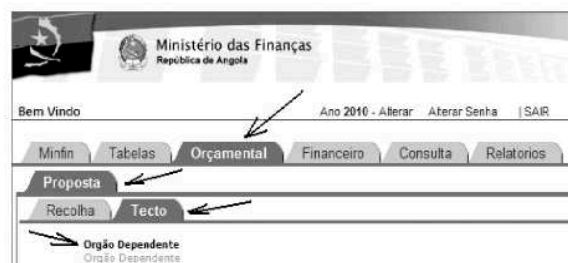 Ministério das Finanças
República de Angola
Bem Vindo
Ano 2010 - Alterar Alterar Senha | SAIR
Minfin Tabelas Orçamental Financeiro Consulta Relatorios
Proposta
Recolha Tecto
Orgão Dependente
Orgão Dependente